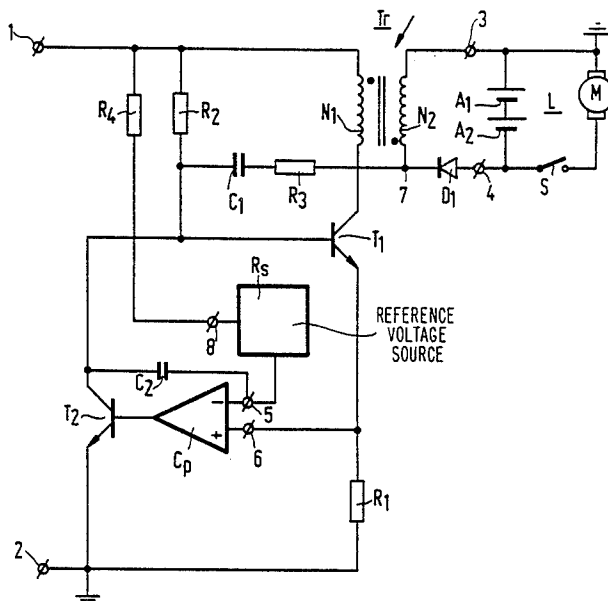 1
Tr
3
R4
R2
N1
N2
A1
L
M
A2
C1
R3
7
D1
4
S
T1
Rs
REFERENCE
VOLTAGE
SOURCE
8
C2
5
T2
−
+
6
Cp
R1
2